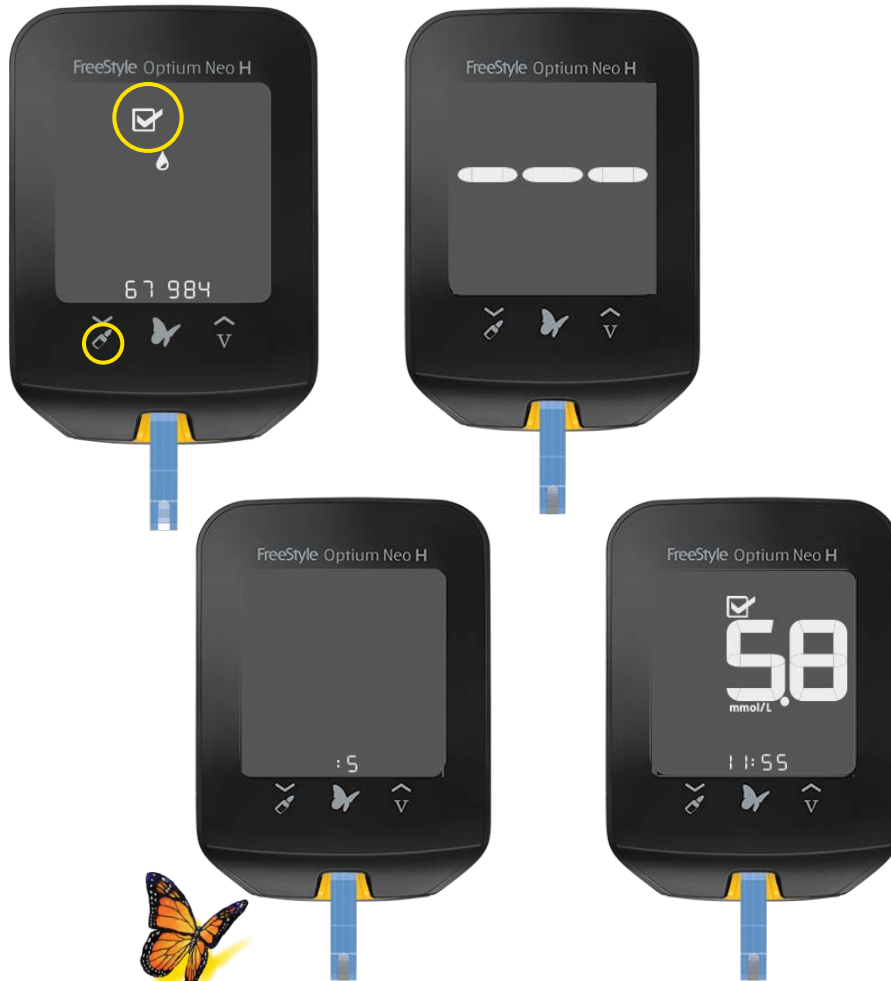 FreeStyle Optium Neo H
67 984
V
FreeStyle Optium Neo H
V
FreeStyle Optium Neo H
:5
V
FreeStyle Optium Neo H
5.8
mmol/L
11:55
V